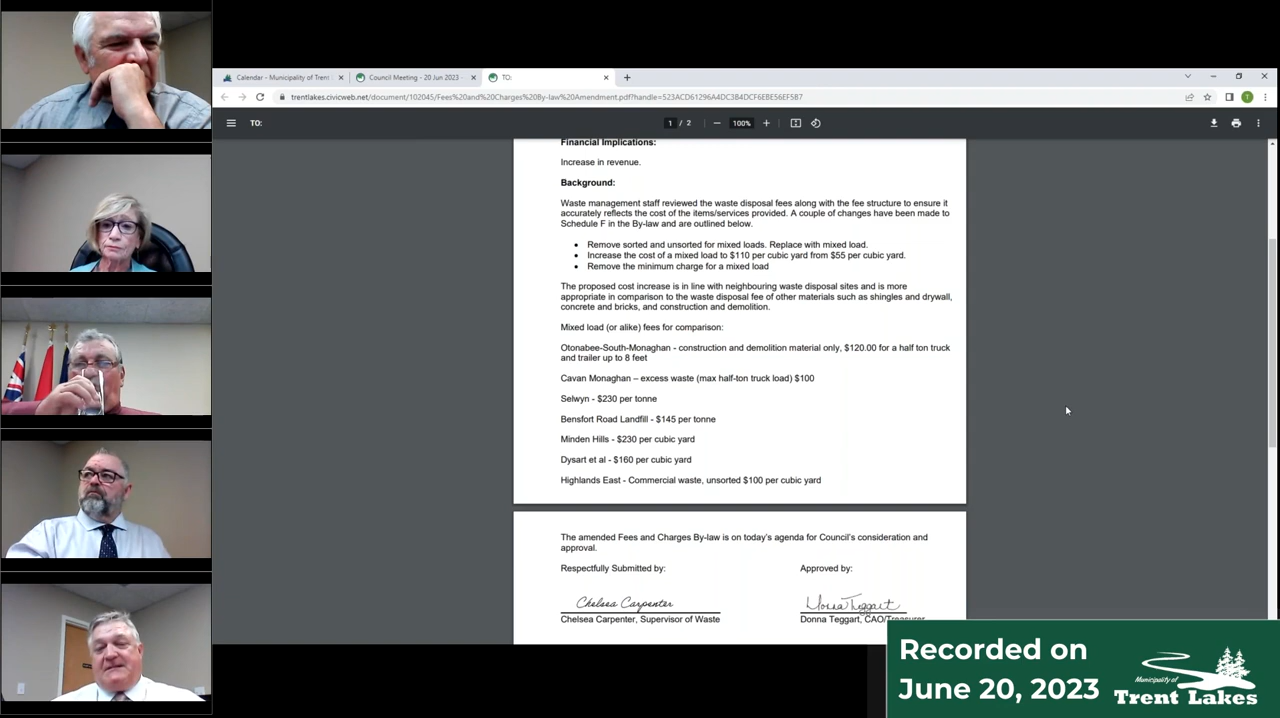 Calendar - Municipality of Trent
Council Meeting - 20 Jun 2023 -
TO:
trentlakes.civicweb.net/document/102045/Fees%20and%20Charges%20By-law%20Amendment.pdf?handle=523ACD61296A4DC3B4DCF6EBE56EF5B7
TO:
1 / 2
100%
T
Financial Implications:
Increase in revenue.
Background:
Waste management staff reviewed the waste disposal fees along with the fee structure to ensure it
accurately reflects the cost of the items/services provided. A couple of changes have been made to
Schedule F in the By-law and are outlined below.
• Remove sorted and unsorted for mixed loads. Replace with mixed load.
• Increase the cost of a mixed load to $110 per cubic yard from $55 per cubic yard.
• Remove the minimum charge for a mixed load
The proposed cost increase is in line with neighbouring waste disposal sites and is more
appropriate in comparison to the waste disposal fee of other materials such as shingles and drywall,
concrete and bricks, and construction and demolition.
Mixed load (or alike) fees for comparison:
Otonabee-South-Monaghan - construction and demolition material only, $120.00 for a half ton truck
and trailer up to 8 feet
Cavan Monaghan – excess waste (max half-ton truck load) $100
Selwyn - $230 per tonne
Bensfort Road Landfill - $145 per tonne
Minden Hills - $230 per cubic yard
Dysart et al - $160 per cubic yard
Highlands East - Commercial waste, unsorted $100 per cubic yard
The amended Fees and Charges By-law is on today's agenda for Council's consideration and
approval.
Respectfully Submitted by:
Approved by:
Chelsea Carpenter
Donna Teggart
Chelsea Carpenter, Supervisor of Waste
Donna Teggart, CAO/Treasurer
Recorded on
June 20, 2023
Municipality of
Trent Lakes